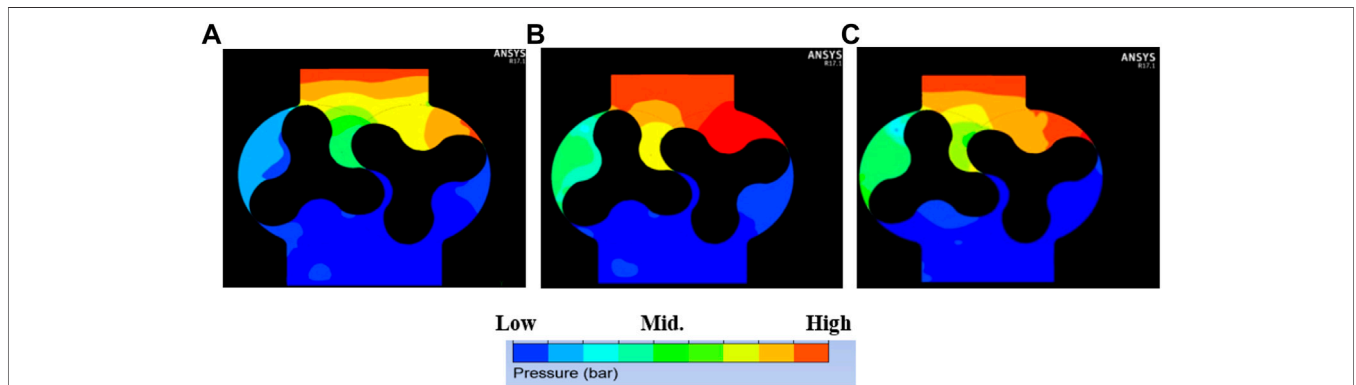 A B C
ANSYS
R17.1
ANSYS
R17.1
ANSYS
R17.1
Low Mid. High
Pressure (bar)